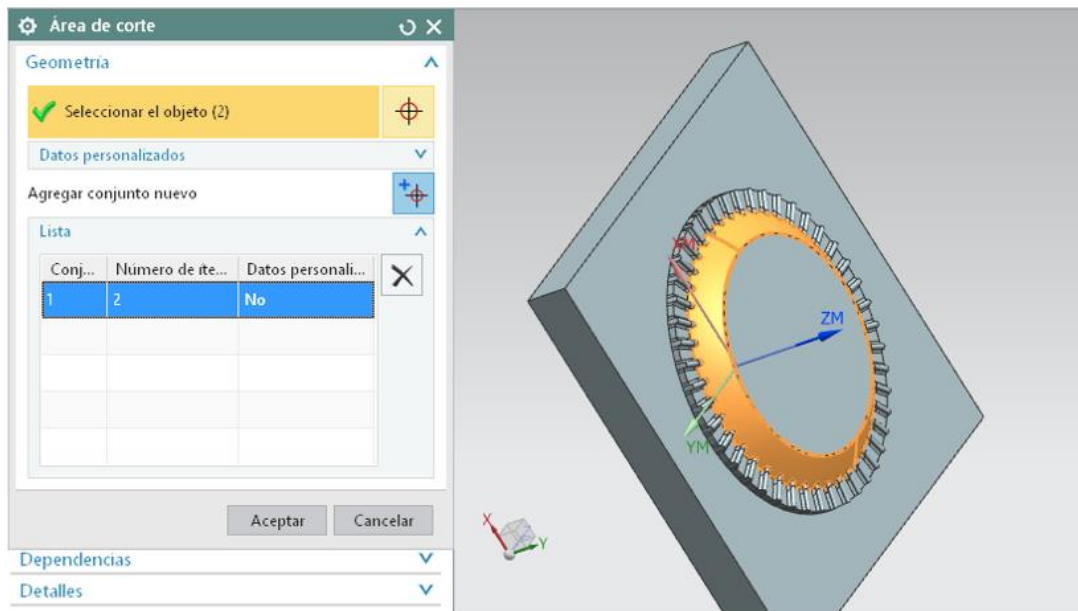 Área de corte
Geometría
Seleccionar el objeto (2)
Datos personalizados
Agregar conjunto nuevo
Lista
Conj... Número de íte... Datos personali...
1 2 No
Aceptar Cancelar
Dependencias
Detalles
XM
ZM
YM
X
Y